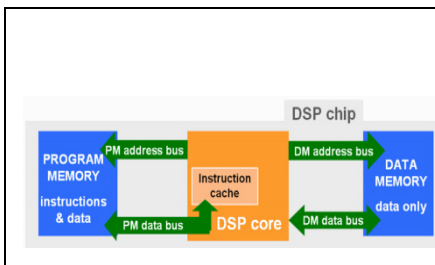 DSP chip
PM address bus
DM address bus
PROGRAM
MEMORY
instructions
& data
Instruction
cache
DATA
MEMORY
data only
PM data bus
DSP core
DM data bus